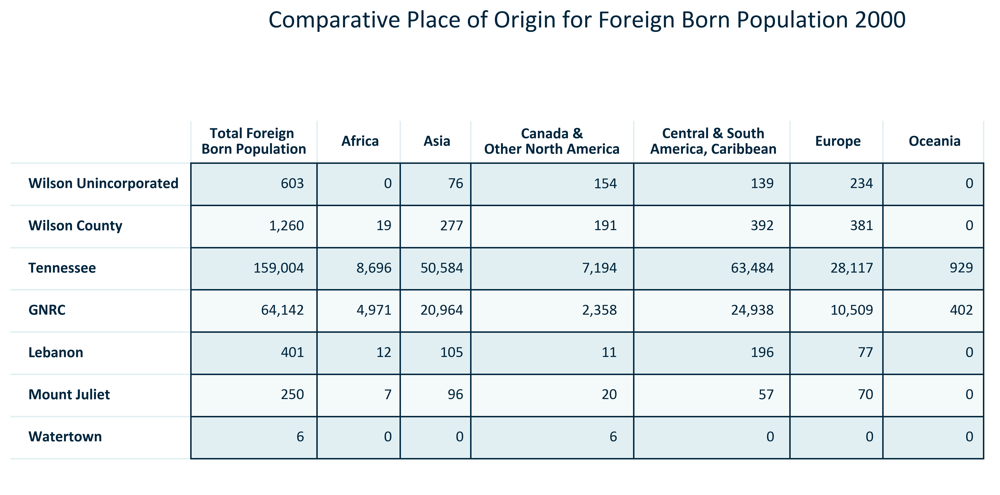 Comparative Place of Origin for Foreign Born Population 2000
Total Foreign Born Population Africa Asia Canada & Other North America Central & South America, Caribbean Europe Oceania
Wilson Unincorporated 603 0 76 154 139 234 0
Wilson County 1,260 19 277 191 392 381 0
Tennessee 159,004 8,696 50,584 7,194 63,484 28,117 929
GNRC 64,142 4,971 20,964 2,358 24,938 10,509 402
Lebanon 401 12 105 11 196 77 0
Mount Juliet 250 7 96 20 57 70 0
Watertown 6 0 0 6 0 0 0